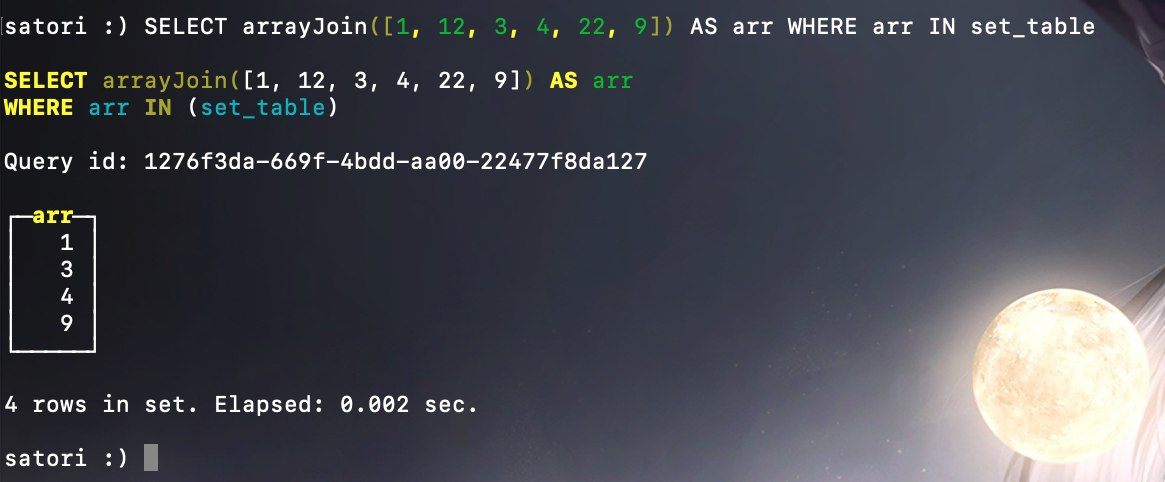 satori :) SELECT arrayJoin([1, 12, 3, 4, 22, 9]) AS arr WHERE arr IN set_table
SELECT arrayJoin([1, 12, 3, 4, 22, 9]) AS arr
WHERE arr IN (set_table)
Query id: 1276f3da-669f-4bdd-aa00-22477f8da127
arr
1
3
4
9
4 rows in set. Elapsed: 0.002 sec.
satori :)